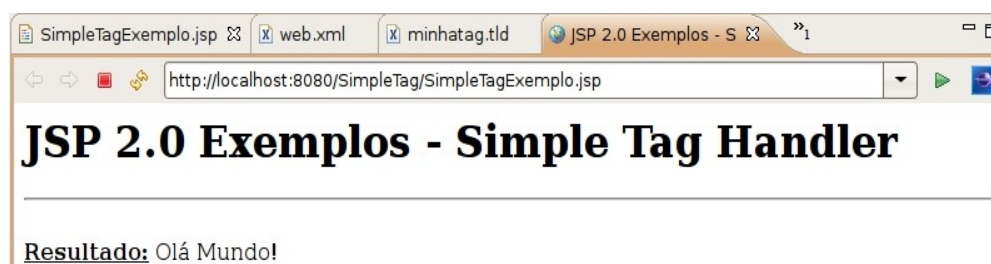 SimpleTagExemplo.jsp web.xml minhatag.tld JSP 2.0 Exemplos - S »1
http://localhost:8080/SimpleTag/SimpleTagExemplo.jsp
JSP 2.0 Exemplos - Simple Tag Handler
Resultado: Olá Mundo!